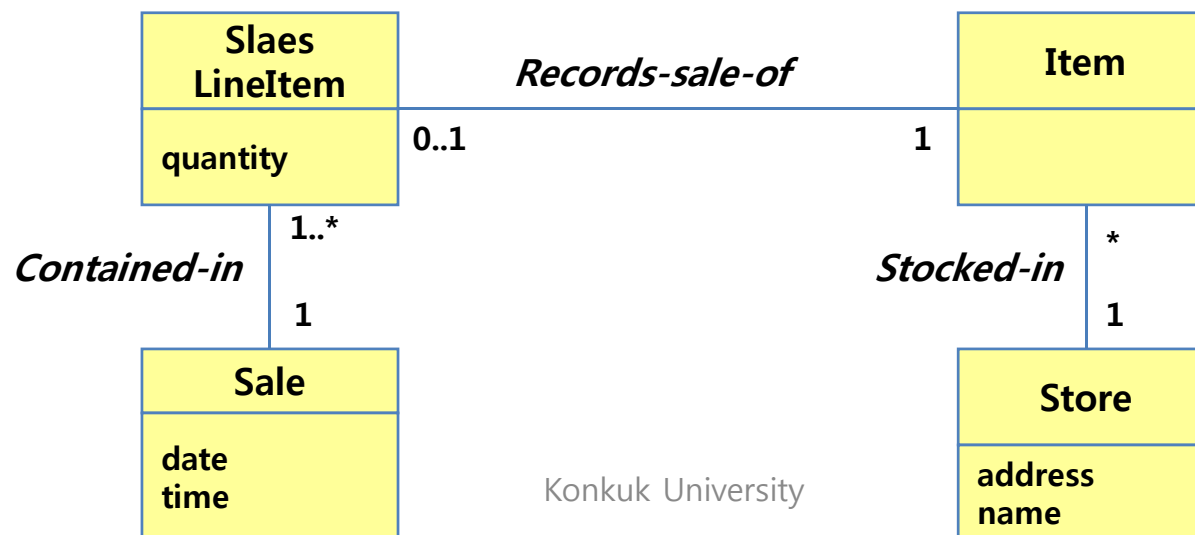 Slaes
LineItem
quantity
Records-sale-of
0..1
1
Item
1..*
Contained-in
1
*
Stocked-in
1
Sale
date
time
Store
address
name
Konkuk University